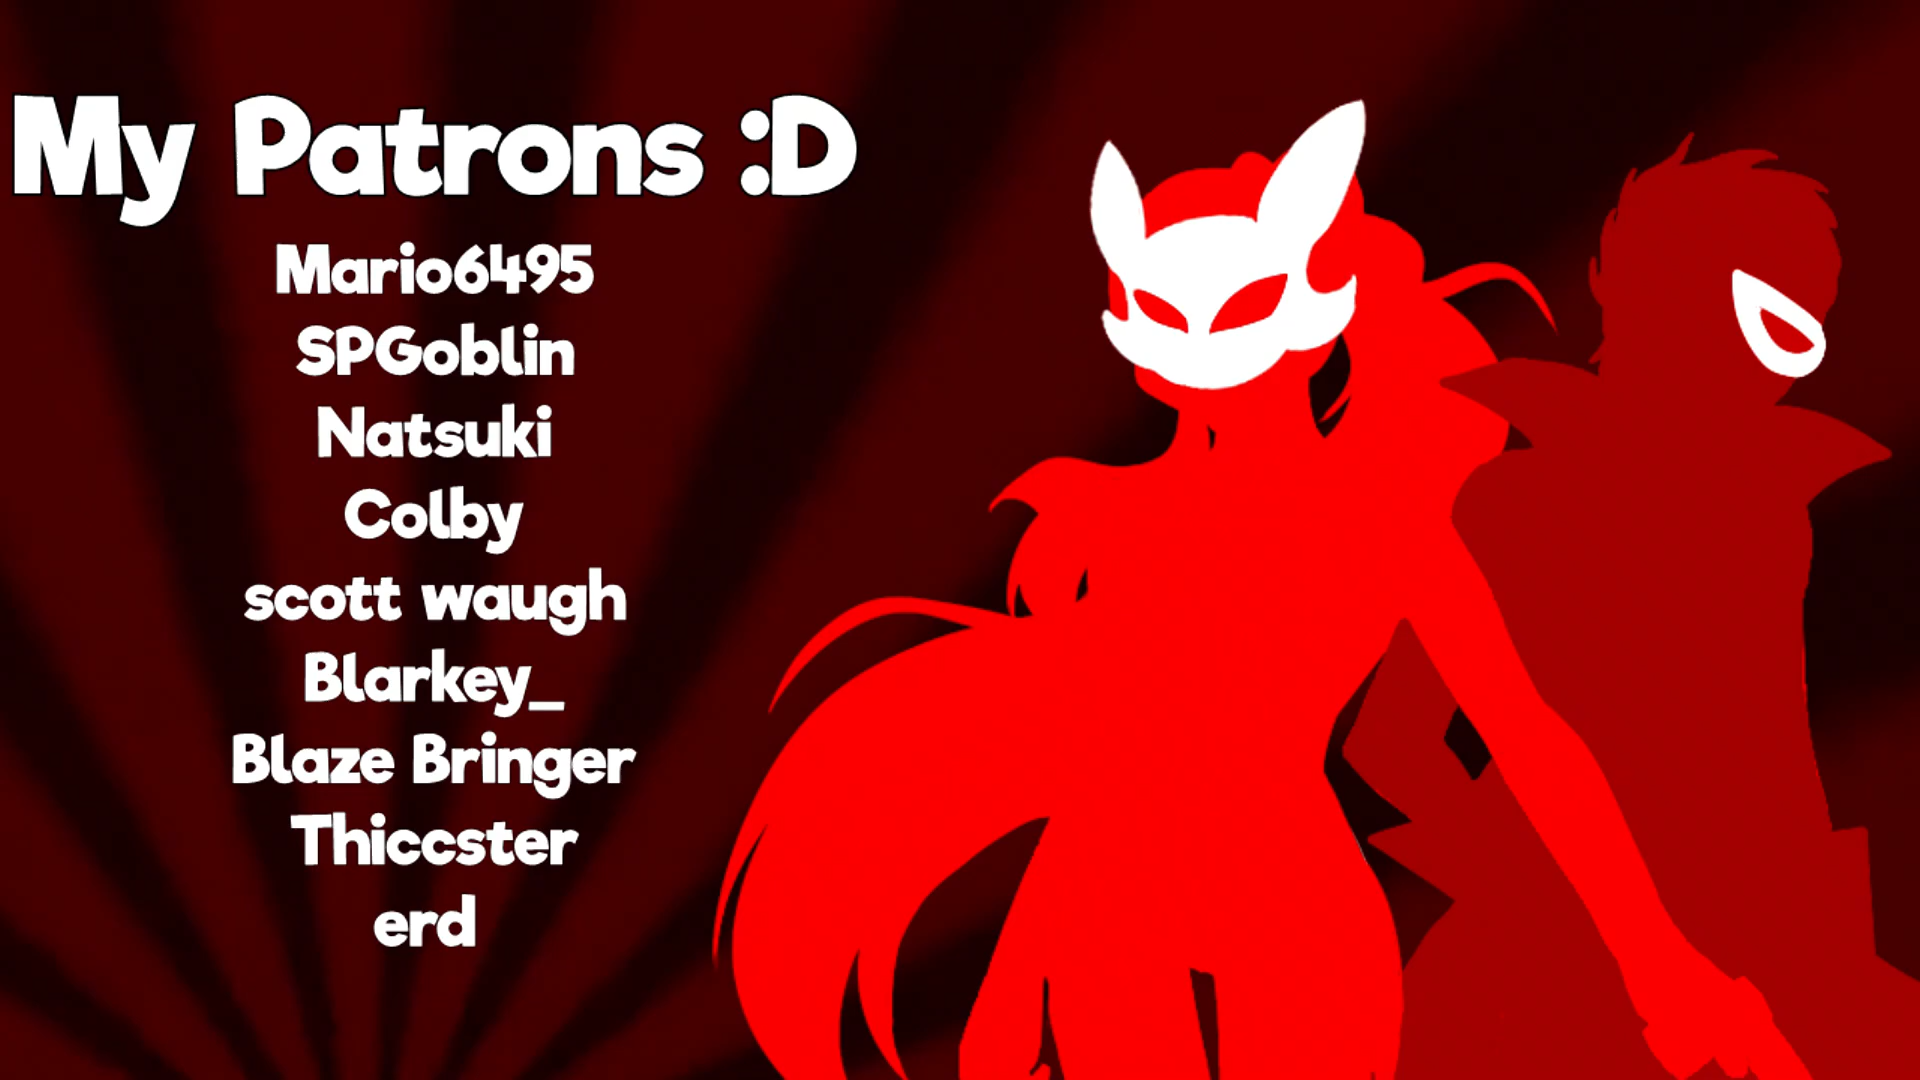 My Patrons :D
Mario6495
SPGoblin
Natsuki
Colby
scott waugh
Blarkey_
Blaze Bringer
Thiccster
erd